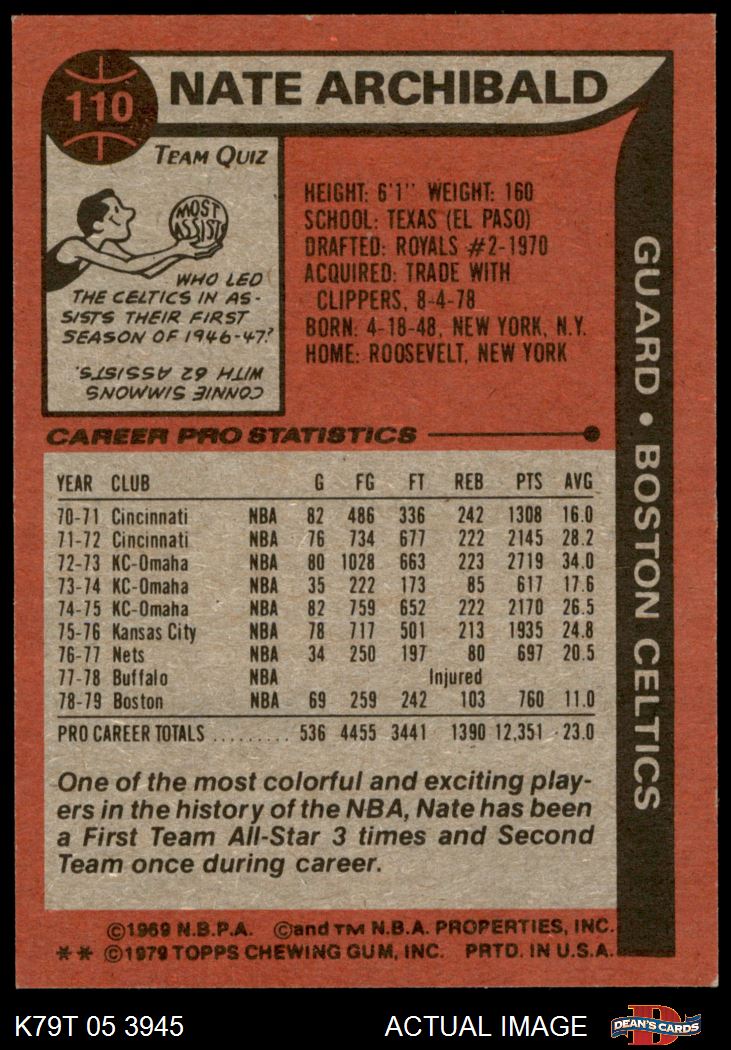 110
NATE ARCHIBALD
TEAM QUIZ
MOST
ASSISTS
WHO LED
THE CELTICS IN AS-
SISTS THEIR FIRST
SEASON OF 1946-47?
CONNIE SIMMONS
WITH 62 ASSISTS.
HEIGHT: 6'1" WEIGHT: 160
SCHOOL: TEXAS (EL PASO)
DRAFTED: ROYALS #2-1970
ACQUIRED: TRADE WITH
CLIPPERS, 8-4-78
BORN: 4-18-48, NEW YORK, N.Y.
HOME: ROOSEVELT, NEW YORK
GUARD • BOSTON CELTICS
CAREER PRO STATISTICS
YEAR CLUB G FG FT REB PTS AVG
70-71 Cincinnati NBA 82 486 336 242 1308 16.0
71-72 Cincinnati NBA 76 734 677 222 2145 28.2
72-73 KC-Omaha NBA 80 1028 663 223 2719 34.0
73-74 KC-Omaha NBA 35 222 173 85 617 17.6
74-75 KC-Omaha NBA 82 759 652 222 2170 26.5
75-76 Kansas City NBA 78 717 501 213 1935 24.8
76-77 Nets NBA 34 250 197 80 697 20.5
77-78 Buffalo NBA Injured
78-79 Boston NBA 69 259 242 103 760 11.0
PRO CAREER TOTALS ......... 536 4455 3441 1390 12,351 23.0
One of the most colorful and exciting play-
ers in the history of the NBA, Nate has been
a First Team All-Star 3 times and Second
Team once during career.
©1969 N.B.P.A. ©and TM N.B.A. PROPERTIES, INC.
** ©1979 TOPPS CHEWING GUM, INC. PRTD. IN U.S.A.
K79T 05 3945
ACTUAL IMAGE
D
DEAN'S CARDS